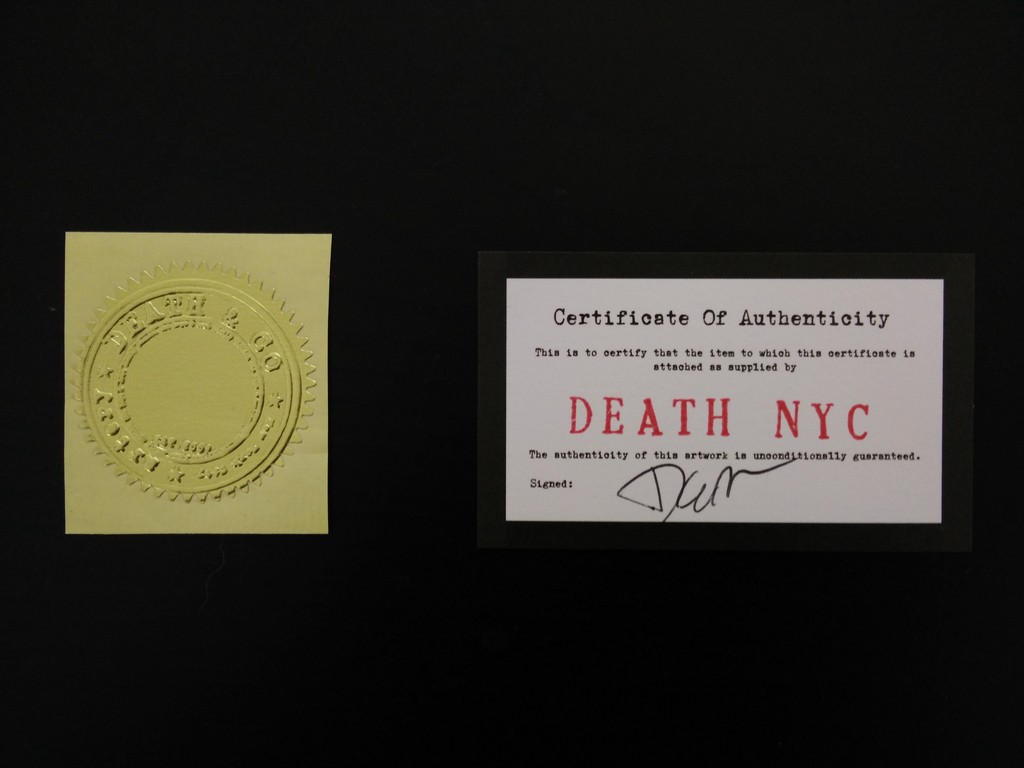 DEATH & CO
Certificate Of Authenticity
This is to certify that the item to which this certificate is
attached as supplied by
DEATH NYC
The authenticity of this artwork is unconditionally guaranteed.
Signed: